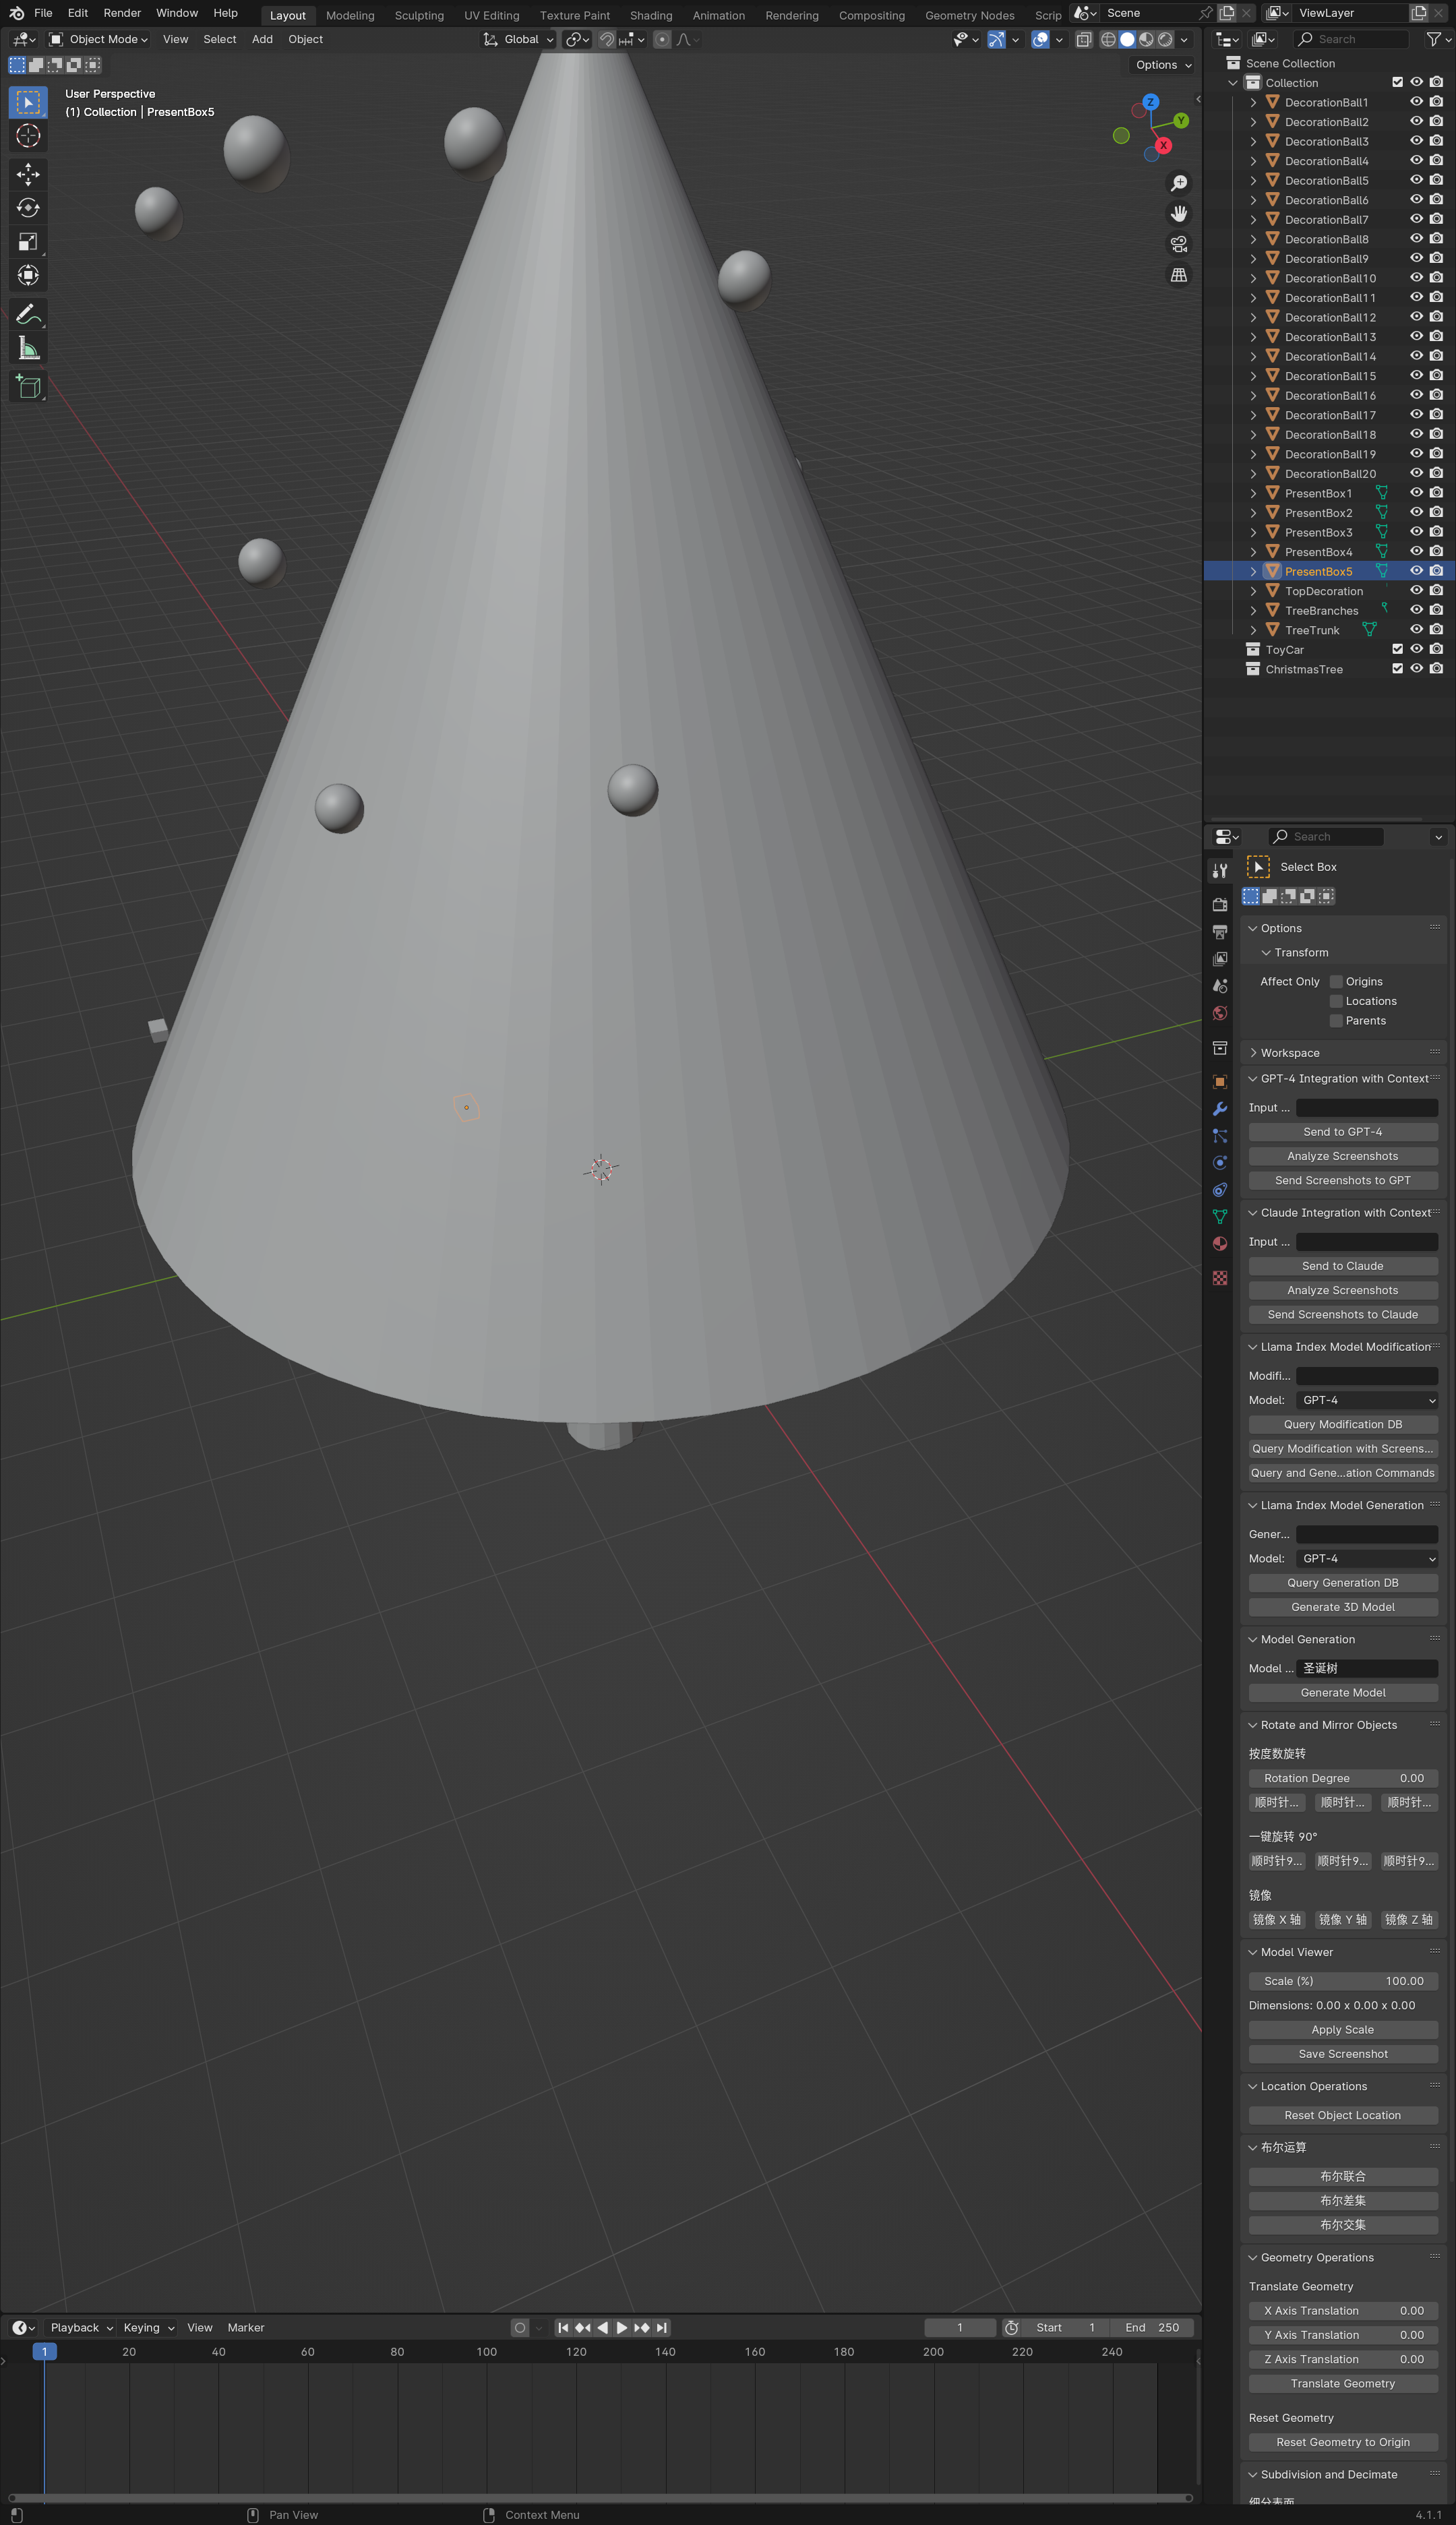 File Edit Render Window Help Layout Modeling Sculpting UV Editing Texture Paint Shading Animation Rendering Compositing Geometry Nodes Scrip Scene ViewLayer
Object Mode View Select Add Object Global Search
Options
User Perspective
(1) Collection | PresentBox5
Z
Y
X
Scene Collection
Collection
DecorationBall1
DecorationBall2
DecorationBall3
DecorationBall4
DecorationBall5
DecorationBall6
DecorationBall7
DecorationBall8
DecorationBall9
DecorationBall10
DecorationBall11
DecorationBall12
DecorationBall13
DecorationBall14
DecorationBall15
DecorationBall16
DecorationBall17
DecorationBall18
DecorationBall19
DecorationBall20
PresentBox1
PresentBox2
PresentBox3
PresentBox4
PresentBox5
TopDecoration
TreeBranches
TreeTrunk
ToyCar
ChristmasTree
Search
Select Box
Options
Transform
Affect Only Origins
Locations
Parents
Workspace
GPT-4 Integration with Context
Input ...
Send to GPT-4
Analyze Screenshots
Send Screenshots to GPT
Claude Integration with Context
Input ...
Send to Claude
Analyze Screenshots
Send Screenshots to Claude
Llama Index Model Modification
Modifi...
Model: GPT-4
Query Modification DB
Query Modification with Screens...
Query and Gene...ation Commands
Llama Index Model Generation
Gener...
Model: GPT-4
Query Generation DB
Generate 3D Model
Model Generation
Model ... 圣诞树
Generate Model
Rotate and Mirror Objects
按度数旋转
Rotation Degree 0.00
顺时针... 顺时针... 顺时针...
一键旋转 90°
顺时针9... 顺时针9... 顺时针9...
镜像
镜像 X 轴 镜像 Y 轴 镜像 Z 轴
Model Viewer
Scale (%) 100.00
Dimensions: 0.00 x 0.00 x 0.00
Apply Scale
Save Screenshot
Location Operations
Reset Object Location
布尔运算
布尔联合
布尔差集
布尔交集
Geometry Operations
Translate Geometry
X Axis Translation 0.00
Y Axis Translation 0.00
Z Axis Translation 0.00
Translate Geometry
Reset Geometry
Reset Geometry to Origin
Subdivision and Decimate
Playback Keying View Marker 1 Start 1 End 250
1 20 40 60 80 100 120 140 160 180 200 220 240
Pan View Context Menu 4.1.1